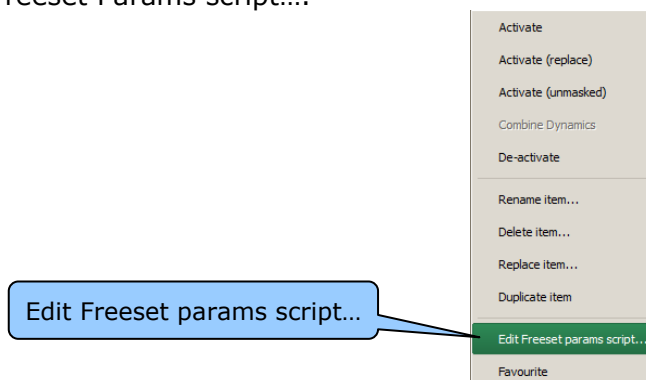 reeset Params script….
Activate
Activate (replace)
Activate (unmasked)
Combine Dynamics
De-activate
Rename item...
Delete item...
Replace item...
Duplicate item
Edit Freeset params script…
Edit Freeset params script...
Favourite